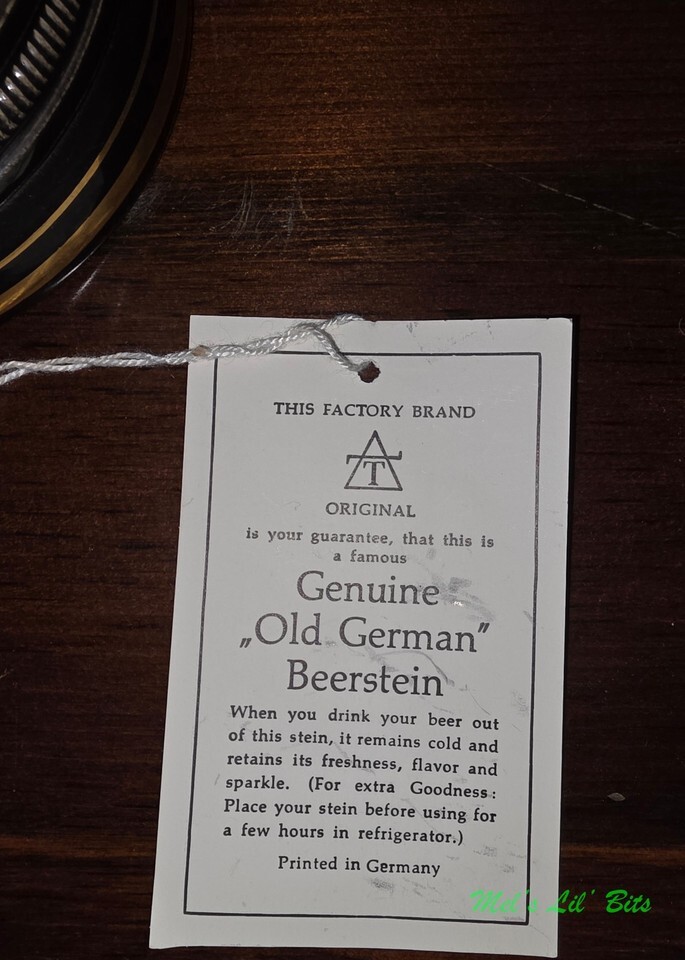 THIS FACTORY BRAND
T
ORIGINAL
is your guarantee, that this is
a famous
Genuine
„Old German”
Beerstein
When you drink your beer out
of this stein, it remains cold and
retains its freshness, flavor and
sparkle. (For extra Goodness:
Place your stein before using for
a few hours in refrigerator.)
Printed in Germany
Mel's Lil' Bits